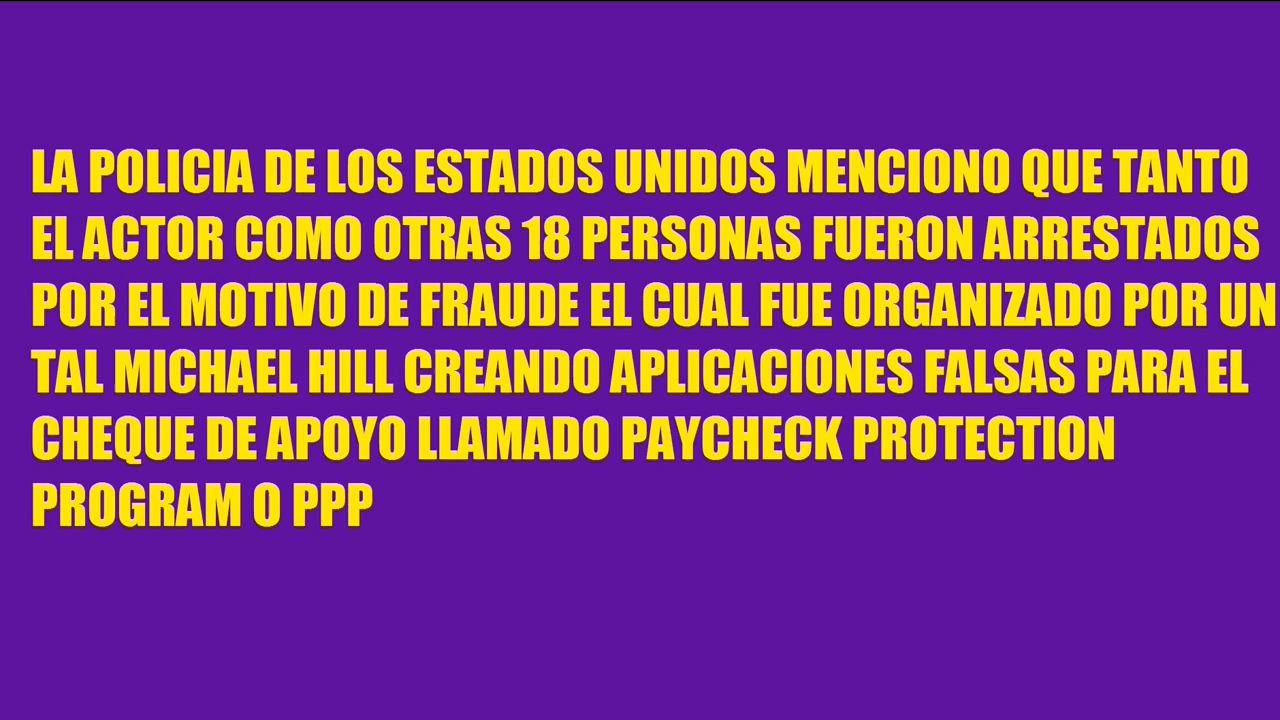 LA POLICIA DE LOS ESTADOS UNIDOS MENCIONO QUE TANTO
EL ACTOR COMO OTRAS 18 PERSONAS FUERON ARRESTADOS
POR EL MOTIVO DE FRAUDE EL CUAL FUE ORGANIZADO POR UN
TAL MICHAEL HILL CREANDO APLICACIONES FALSAS PARA EL
CHEQUE DE APOYO LLAMADO PAYCHECK PROTECTION
PROGRAM O PPP